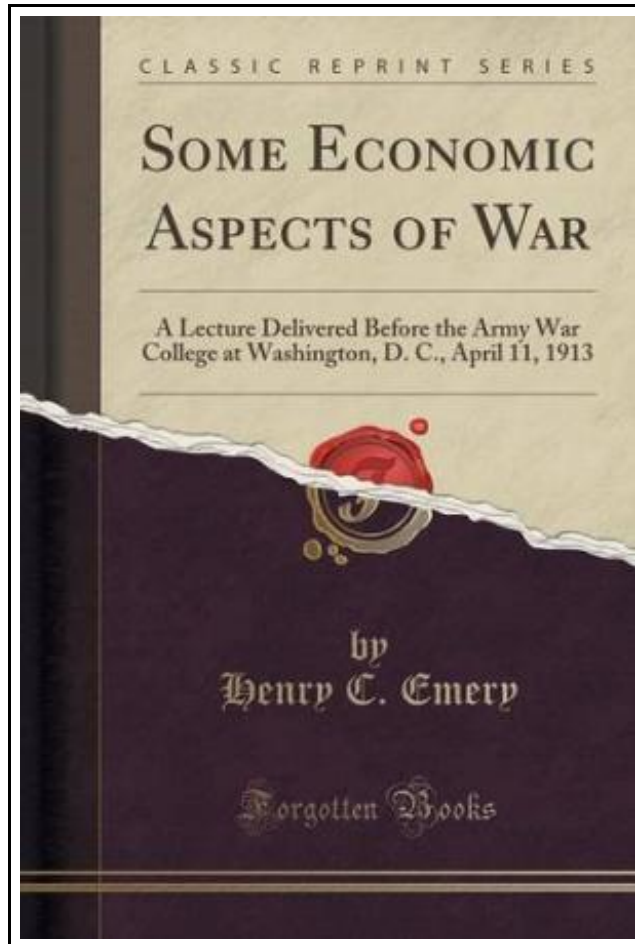 CLASSIC REPRINT SERIES
SOME ECONOMIC
ASPECTS OF WAR
A Lecture Delivered Before the Army War
College at Washington, D. C., April 11, 1913
by
Henry C. Emery
Forgotten Books